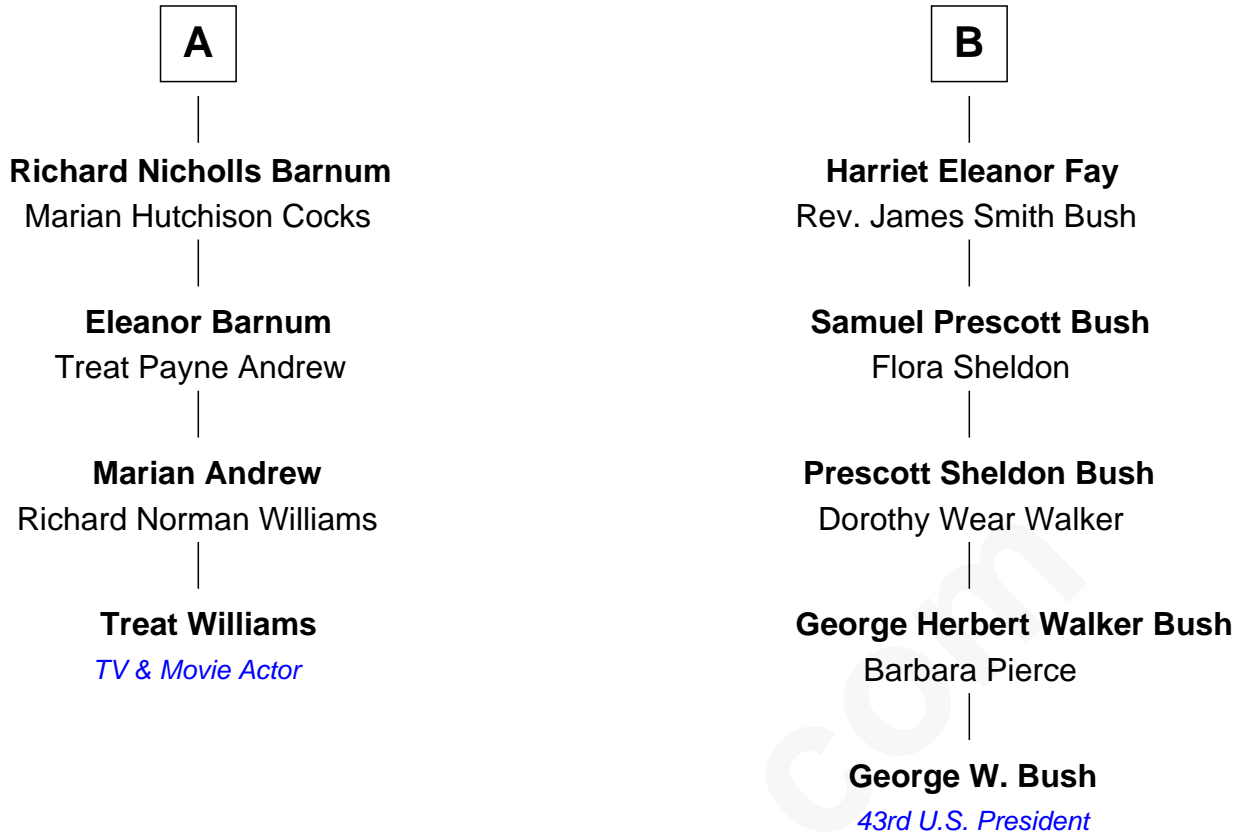 A
Richard Nicholls Barnum
Marian Hutchison Cocks
Eleanor Barnum
Treat Payne Andrew
Marian Andrew
Richard Norman Williams
Treat Williams
TV & Movie Actor
B
Harriet Eleanor Fay
Rev. James Smith Bush
Samuel Prescott Bush
Flora Sheldon
Prescott Sheldon Bush
Dorothy Wear Walker
George Herbert Walker Bush
Barbara Pierce
George W. Bush
43rd U.S. President
com